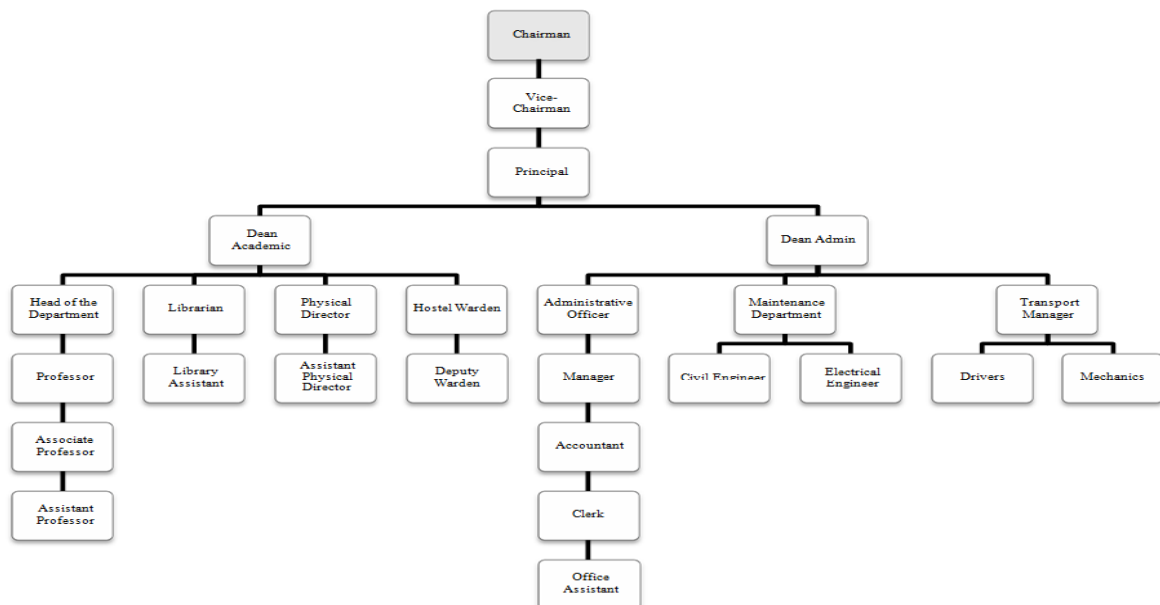 Chairman
Vice-
Chairman
Principal
Dean
Academic
Dean Admin
Head of the
Department
Librarian
Physical
Director
Hostel Warden
Administrative
Officer
Maintenance
Department
Transport
Manager
Professor
Library
Assistant
Assistant
Physical
Director
Deputy
Warden
Manager
Civil Engineer
Electrical
Engineer
Drivers
Mechanics
Associate
Professor
Accountant
Assistant
Professor
Clerk
Office
Assistant